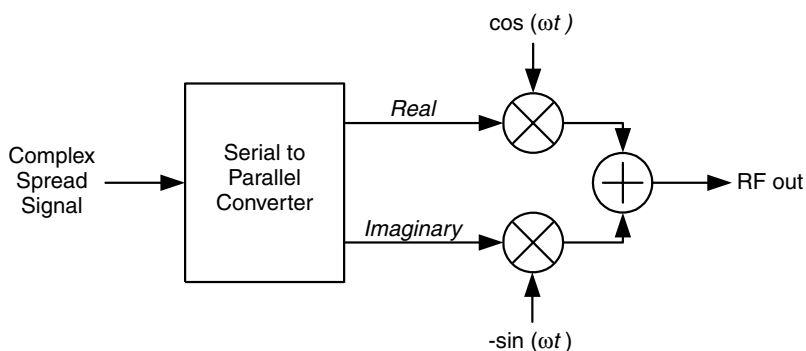 cos (ωt)
Real
Complex
Spread
Signal
Serial to
Parallel
Converter
RF out
Imaginary
-sin (ωt)